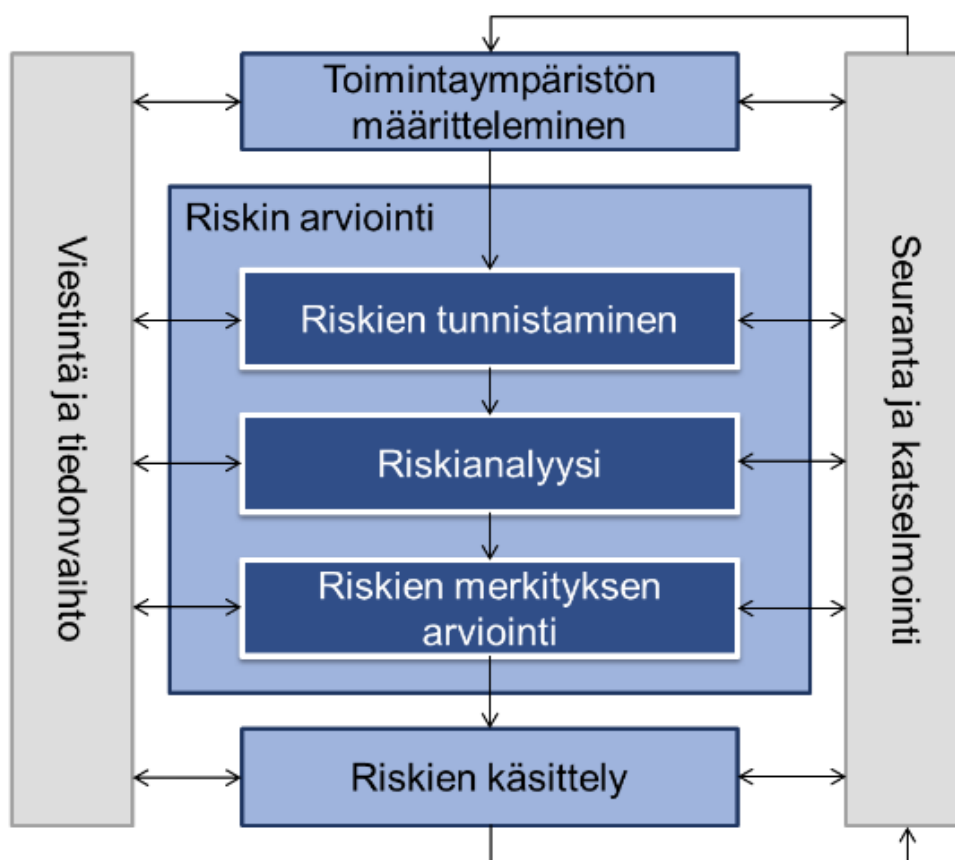 Toimintaympäristön
määritteleminen
Viestintä ja tiedonvaihto
Riskin arviointi
Riskien tunnistaminen
Riskianalyysi
Riskien merkityksen
arviointi
Riskien käsittely
Seuranta ja katselmointi